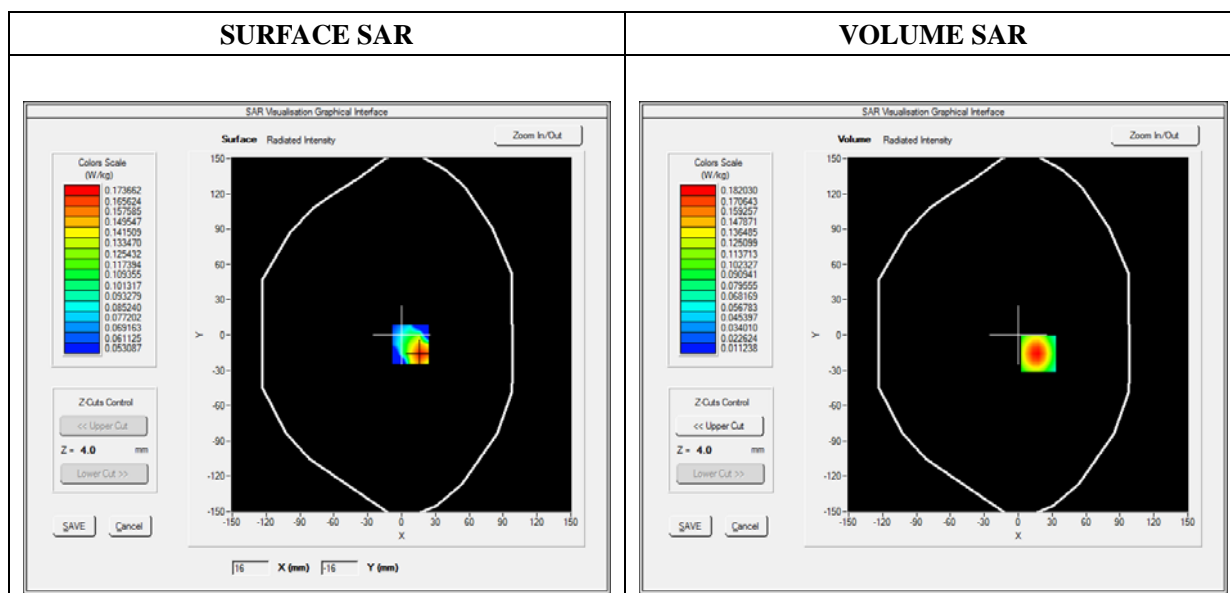 SURFACE SAR
VOLUME SAR
SAR Visualisation Graphical Interface
Surface Radiated Intensity
Zoom In/Out
Colors Scale
(W/kg)
0.173662
0.165624
0.157585
0.149547
0.141509
0.133470
0.125432
0.117394
0.109355
0.101317
0.093279
0.085240
0.077202
0.069163
0.061125
0.053087
Z-Cuts Control
<< Upper Cut
Z = 4.0 mm
Lower Cut >>
SAVE Cancel
150
120
90
60
30
0
-30
-60
-90
-120
-150
Y
-150 -120 -90 -60 -30 0 30 60 90 120 150
X
16 X (mm) -16 Y (mm)
SAR Visualisation Graphical Interface
Volume Radiated Intensity
Zoom In/Out
Colors Scale
(W/kg)
0.182030
0.170643
0.159257
0.147871
0.136485
0.125099
0.113713
0.102327
0.090941
0.079555
0.068169
0.056783
0.045397
0.034010
0.022624
0.011238
Z-Cuts Control
<< Upper Cut
Z = 4.0 mm
Lower Cut >>
SAVE Cancel
150
120
90
60
30
0
-30
-60
-90
-120
-150
Y
-150 -120 -90 -60 -30 0 30 60 90 120 150
X